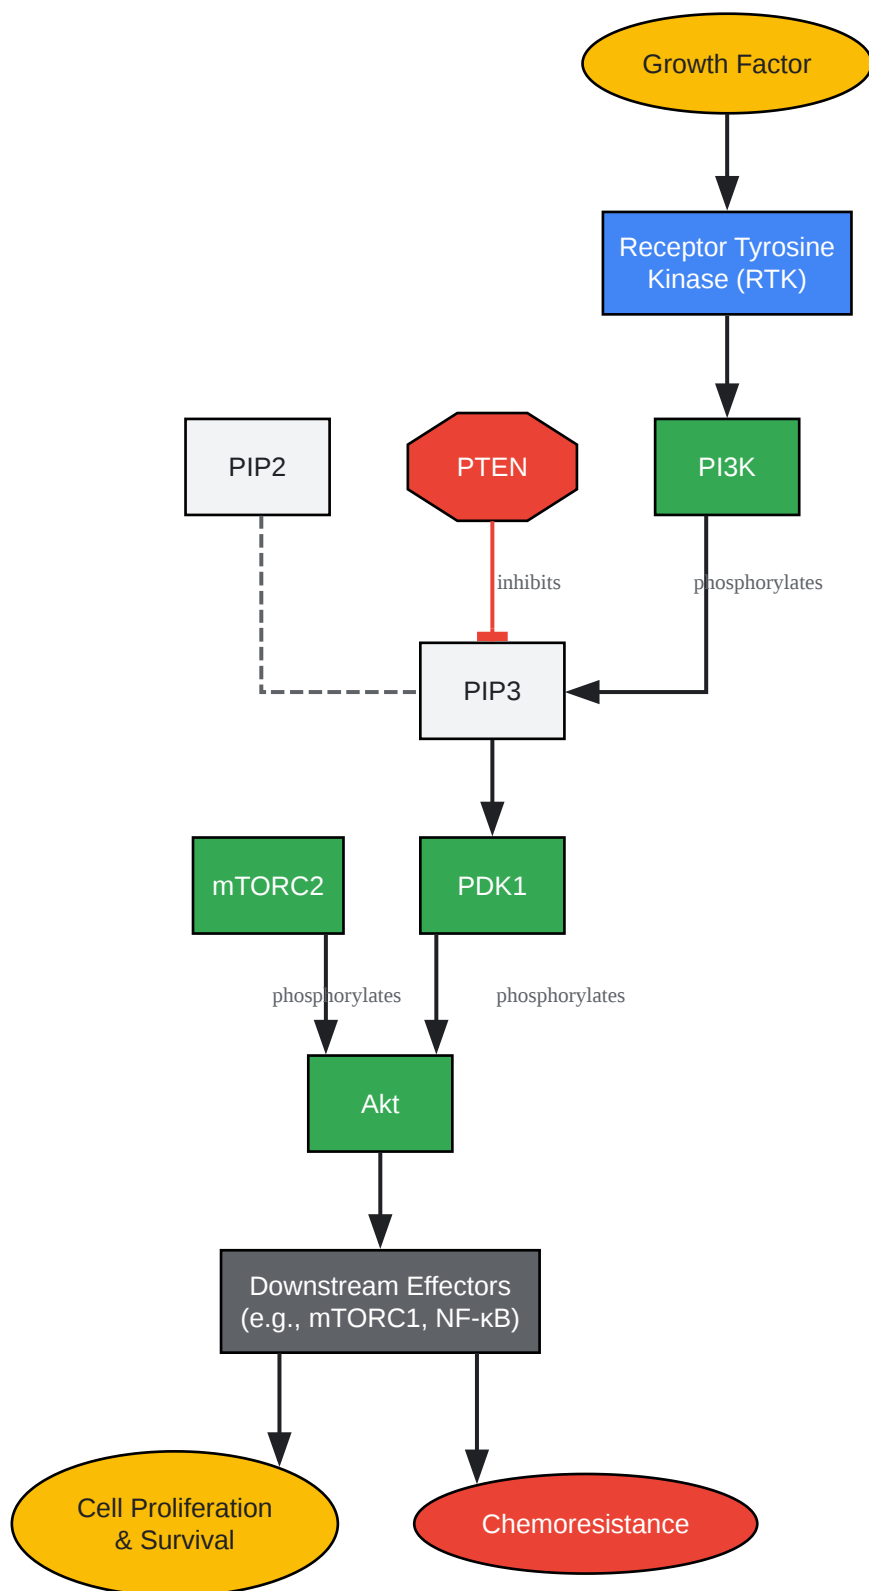 Growth Factor
Receptor Tyrosine
Kinase (RTK)
PIP2
PTEN
PI3K
inhibits
phosphorylates
PIP3
mTORC2
PDK1
phosphorylates
phosphorylates
Akt
Downstream Effectors
(e.g., mTORC1, NF-κB)
Cell Proliferation
& Survival
Chemoresistance